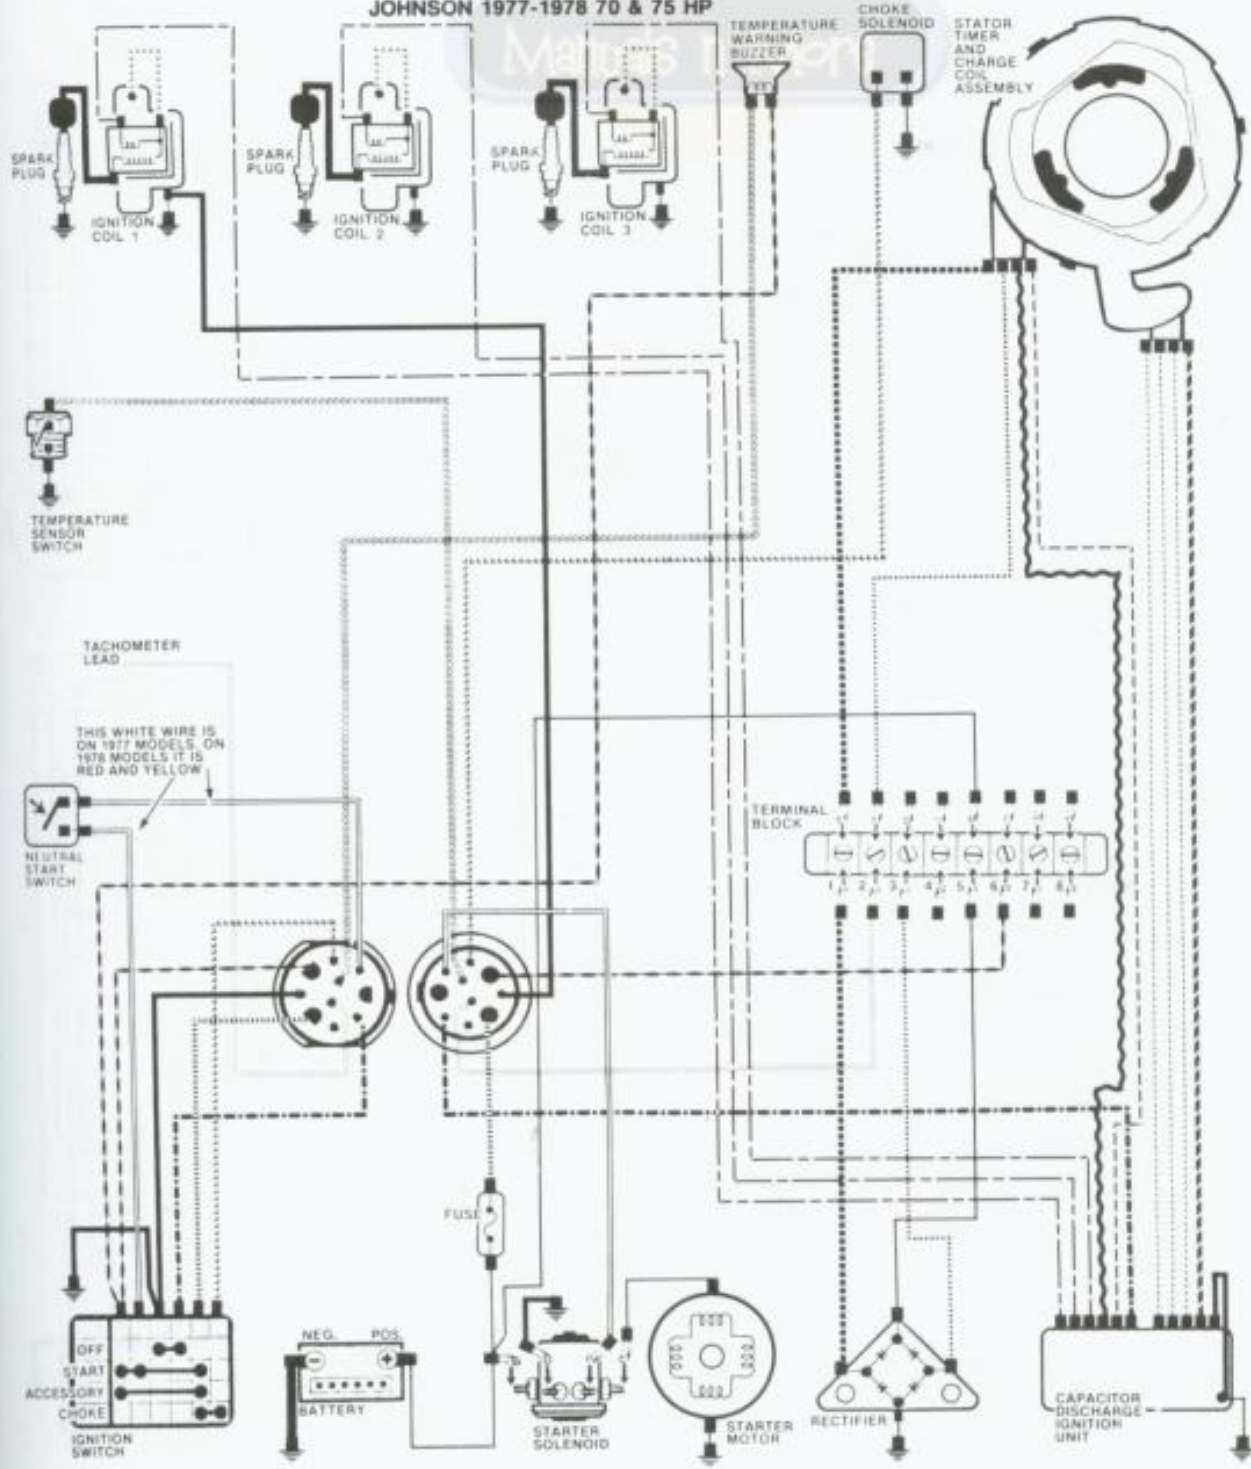 JOHNSON 1977-1978 70 & 75 HP
TEMPERATURE
WARNING
BUZZER
CHOKE
SOLENOID
STATOR
TIMER
AND
CHARGE
COIL
ASSEMBLY
SPARK
PLUG
IGNITION
COIL 1
SPARK
PLUG
IGNITION
COIL 2
SPARK
PLUG
IGNITION
COIL 3
TEMPERATURE
SENSOR
SWITCH
TACHOMETER
LEAD
THIS WHITE WIRE IS
ON 1977 MODELS. ON
1978 MODELS IT IS
RED AND YELLOW
NEUTRAL
START
SWITCH
TERMINAL
BLOCK
1 2 3 4 5 6 7 8
FUSE
OFF
START
ACCESSORY
CHOKE
IGNITION
SWITCH
NEG. POS.
- +
BATTERY
STARTER
SOLENOID
STARTER
MOTOR
RECTIFIER
CAPACITOR
DISCHARGE
IGNITION
UNIT